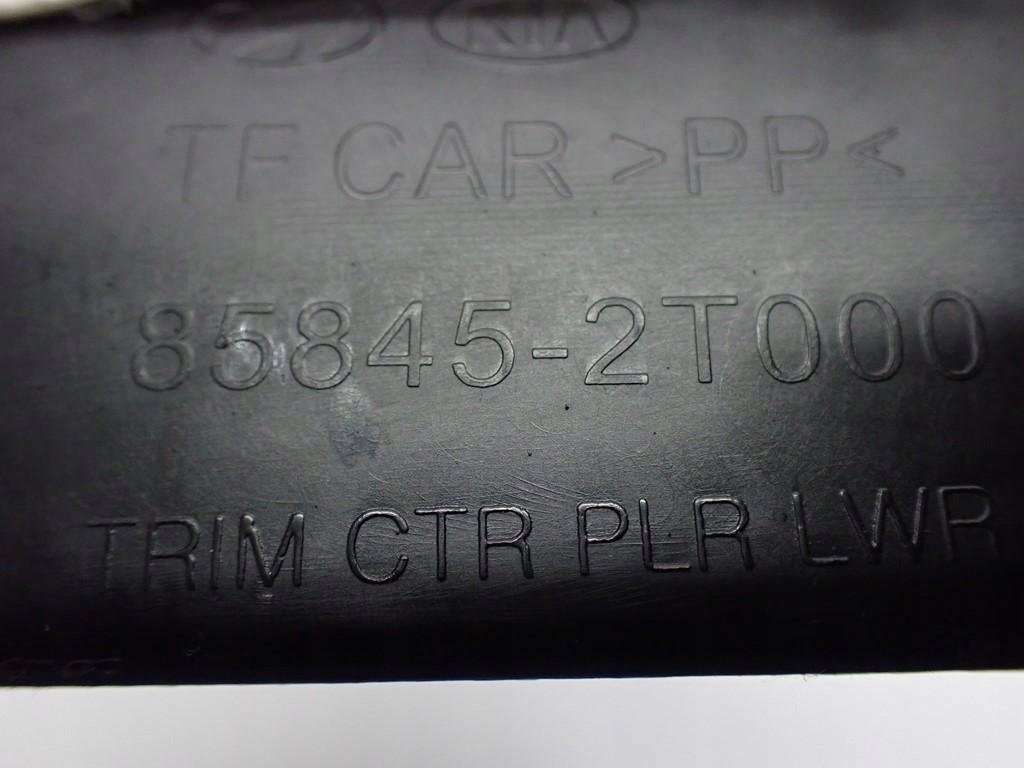 KIA
TF CAR >PP<
85845-2T000
TRIM CTR PLR LWR